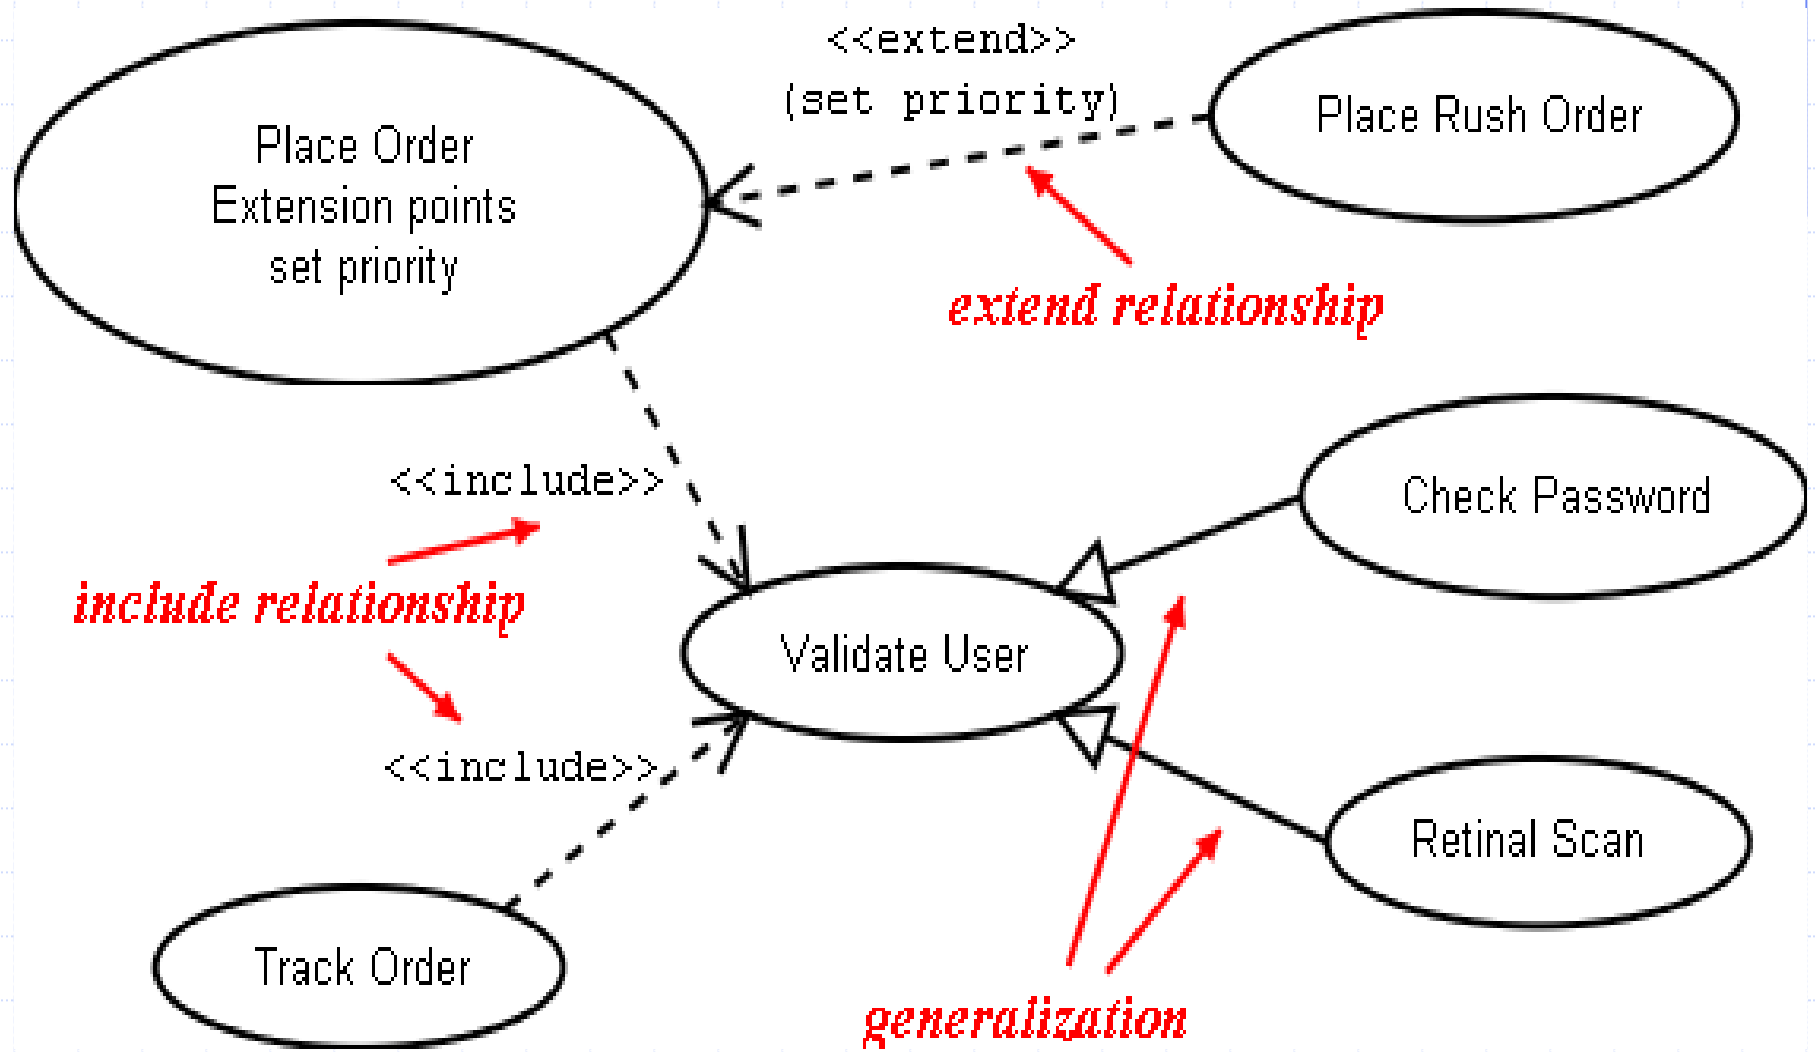 <<extend>>
(set priority)
Place Rush Order
Place Order
Extension points
set priority
extend relationship
<<include>>
Check Password
include relationship
Validate User
<<include>>
Retinal Scan
Track Order
generalization